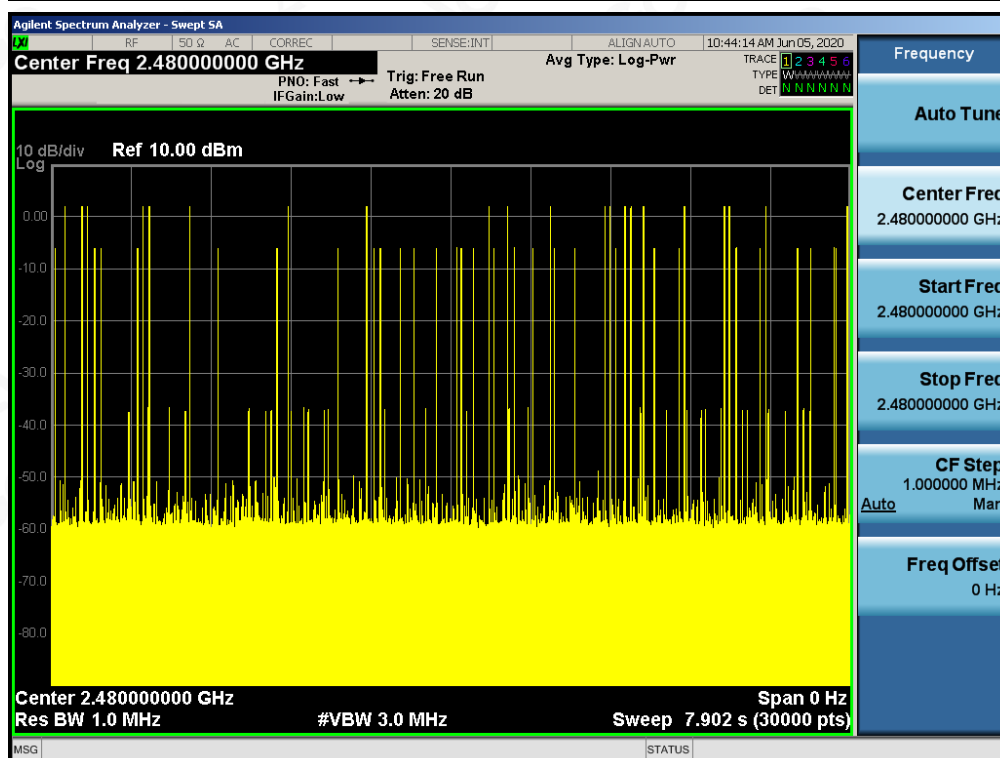 Agilent Spectrum Analyzer - Swept SA
LXI RF 50 Ω AC CORREC SENSE:INT ALIGN AUTO 10:44:14 AM Jun 05, 2020
Center Freq 2.480000000 GHz
PNO: Fast
IFGain:Low
Trig: Free Run
Atten: 20 dB
Avg Type: Log-Pwr
TRACE 1 2 3 4 5 6
TYPE WWWWWW
DET N N N N N N
10 dB/div Ref 10.00 dBm
Log
0.00
-10.0
-20.0
-30.0
-40.0
-50.0
-60.0
-70.0
-80.0
Center 2.480000000 GHz Span 0 Hz
Res BW 1.0 MHz #VBW 3.0 MHz Sweep 7.902 s (30000 pts)
MSG STATUS
Frequency
Auto Tune
Center Freq
2.480000000 GHz
Start Freq
2.480000000 GHz
Stop Freq
2.480000000 GHz
CF Step
1.000000 MHz
Auto Man
Freq Offset
0 Hz